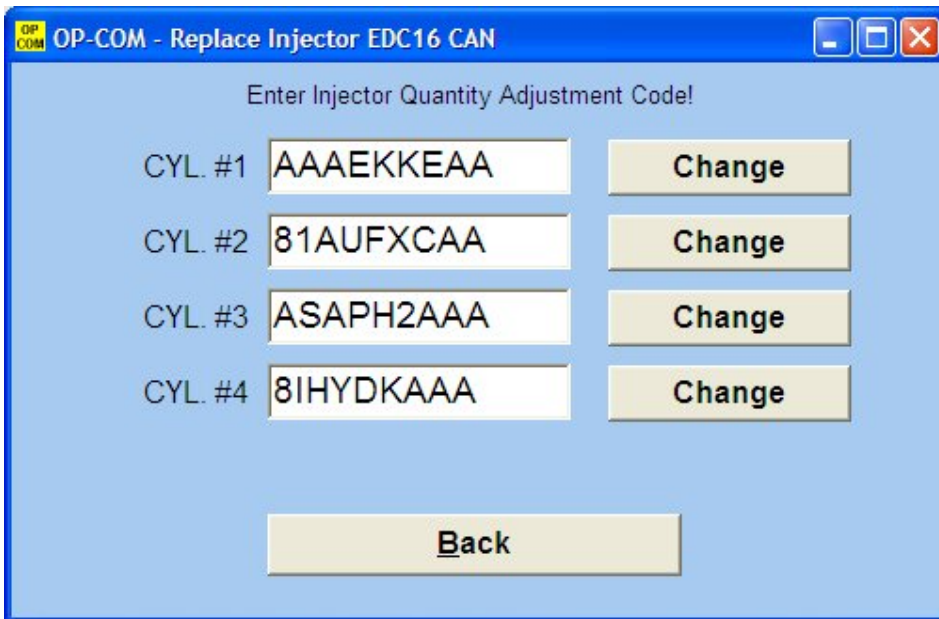 OP COM OP-COM - Replace Injector EDC16 CAN
Enter Injector Quantity Adjustment Code!
CYL. #1 AAAEKKEAA Change
CYL. #2 81AUFXCAA Change
CYL. #3 ASAPH2AAA Change
CYL. #4 8IHYDKAAA Change
Back